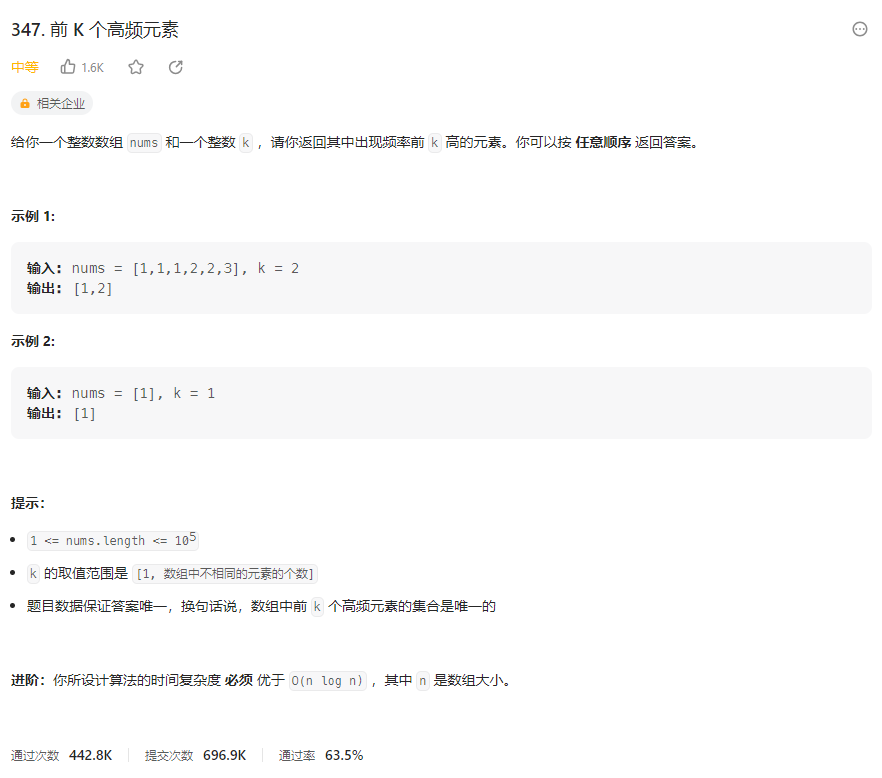 347. 前 K 个高频元素
中等 1.6K
相关企业
给你一个整数数组 nums 和一个整数 k ，请你返回其中出现频率前 k 高的元素。你可以按 任意顺序 返回答案。
示例 1:
输入: nums = [1,1,1,2,2,3], k = 2
输出: [1,2]
示例 2:
输入: nums = [1], k = 1
输出: [1]
提示：
1 <= nums.length <= 10⁵
k 的取值范围是 [1, 数组中不相同的元素的个数]
题目数据保证答案唯一，换句话说，数组中前 k 个高频元素的集合是唯一的
进阶：你所设计算法的时间复杂度 必须 优于 O(n log n) ，其中 n 是数组大小。
通过次数 442.8K 提交次数 696.9K 通过率 63.5%